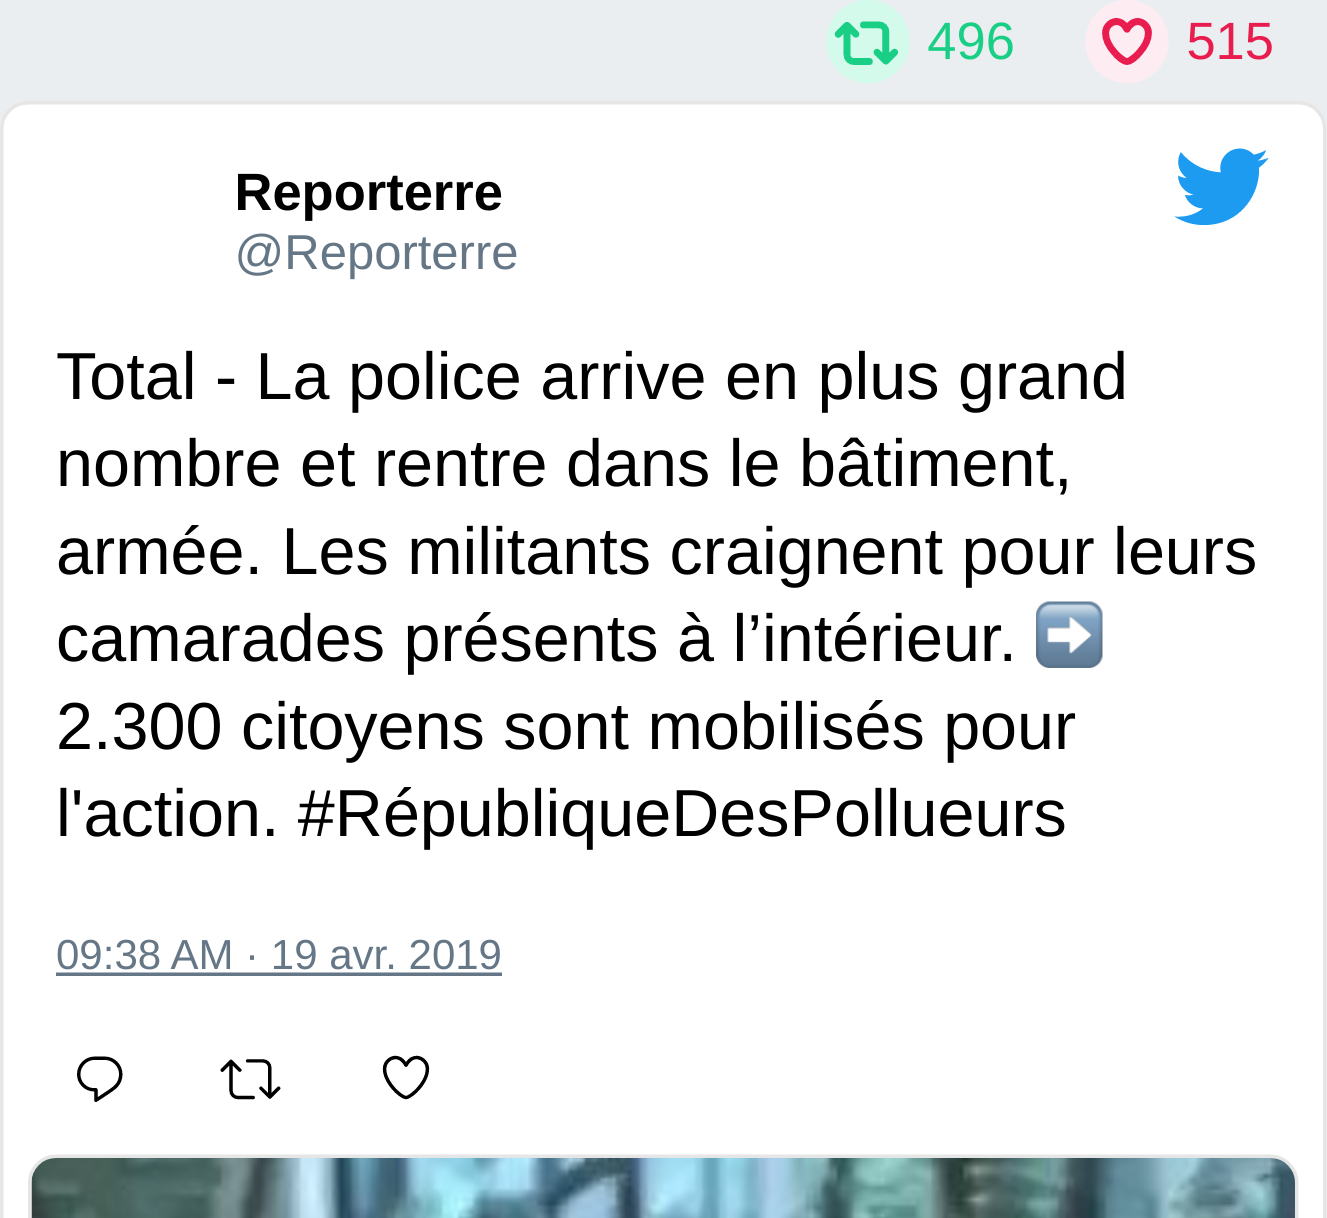 496 515
Reporterre
@Reporterre
Total - La police arrive en plus grand
nombre et rentre dans le bâtiment,
armée. Les militants craignent pour leurs
camarades présents à l’intérieur. ➡️
2.300 citoyens sont mobilisés pour
l'action. #RépubliqueDesPollueurs
09:38 AM · 19 avr. 2019